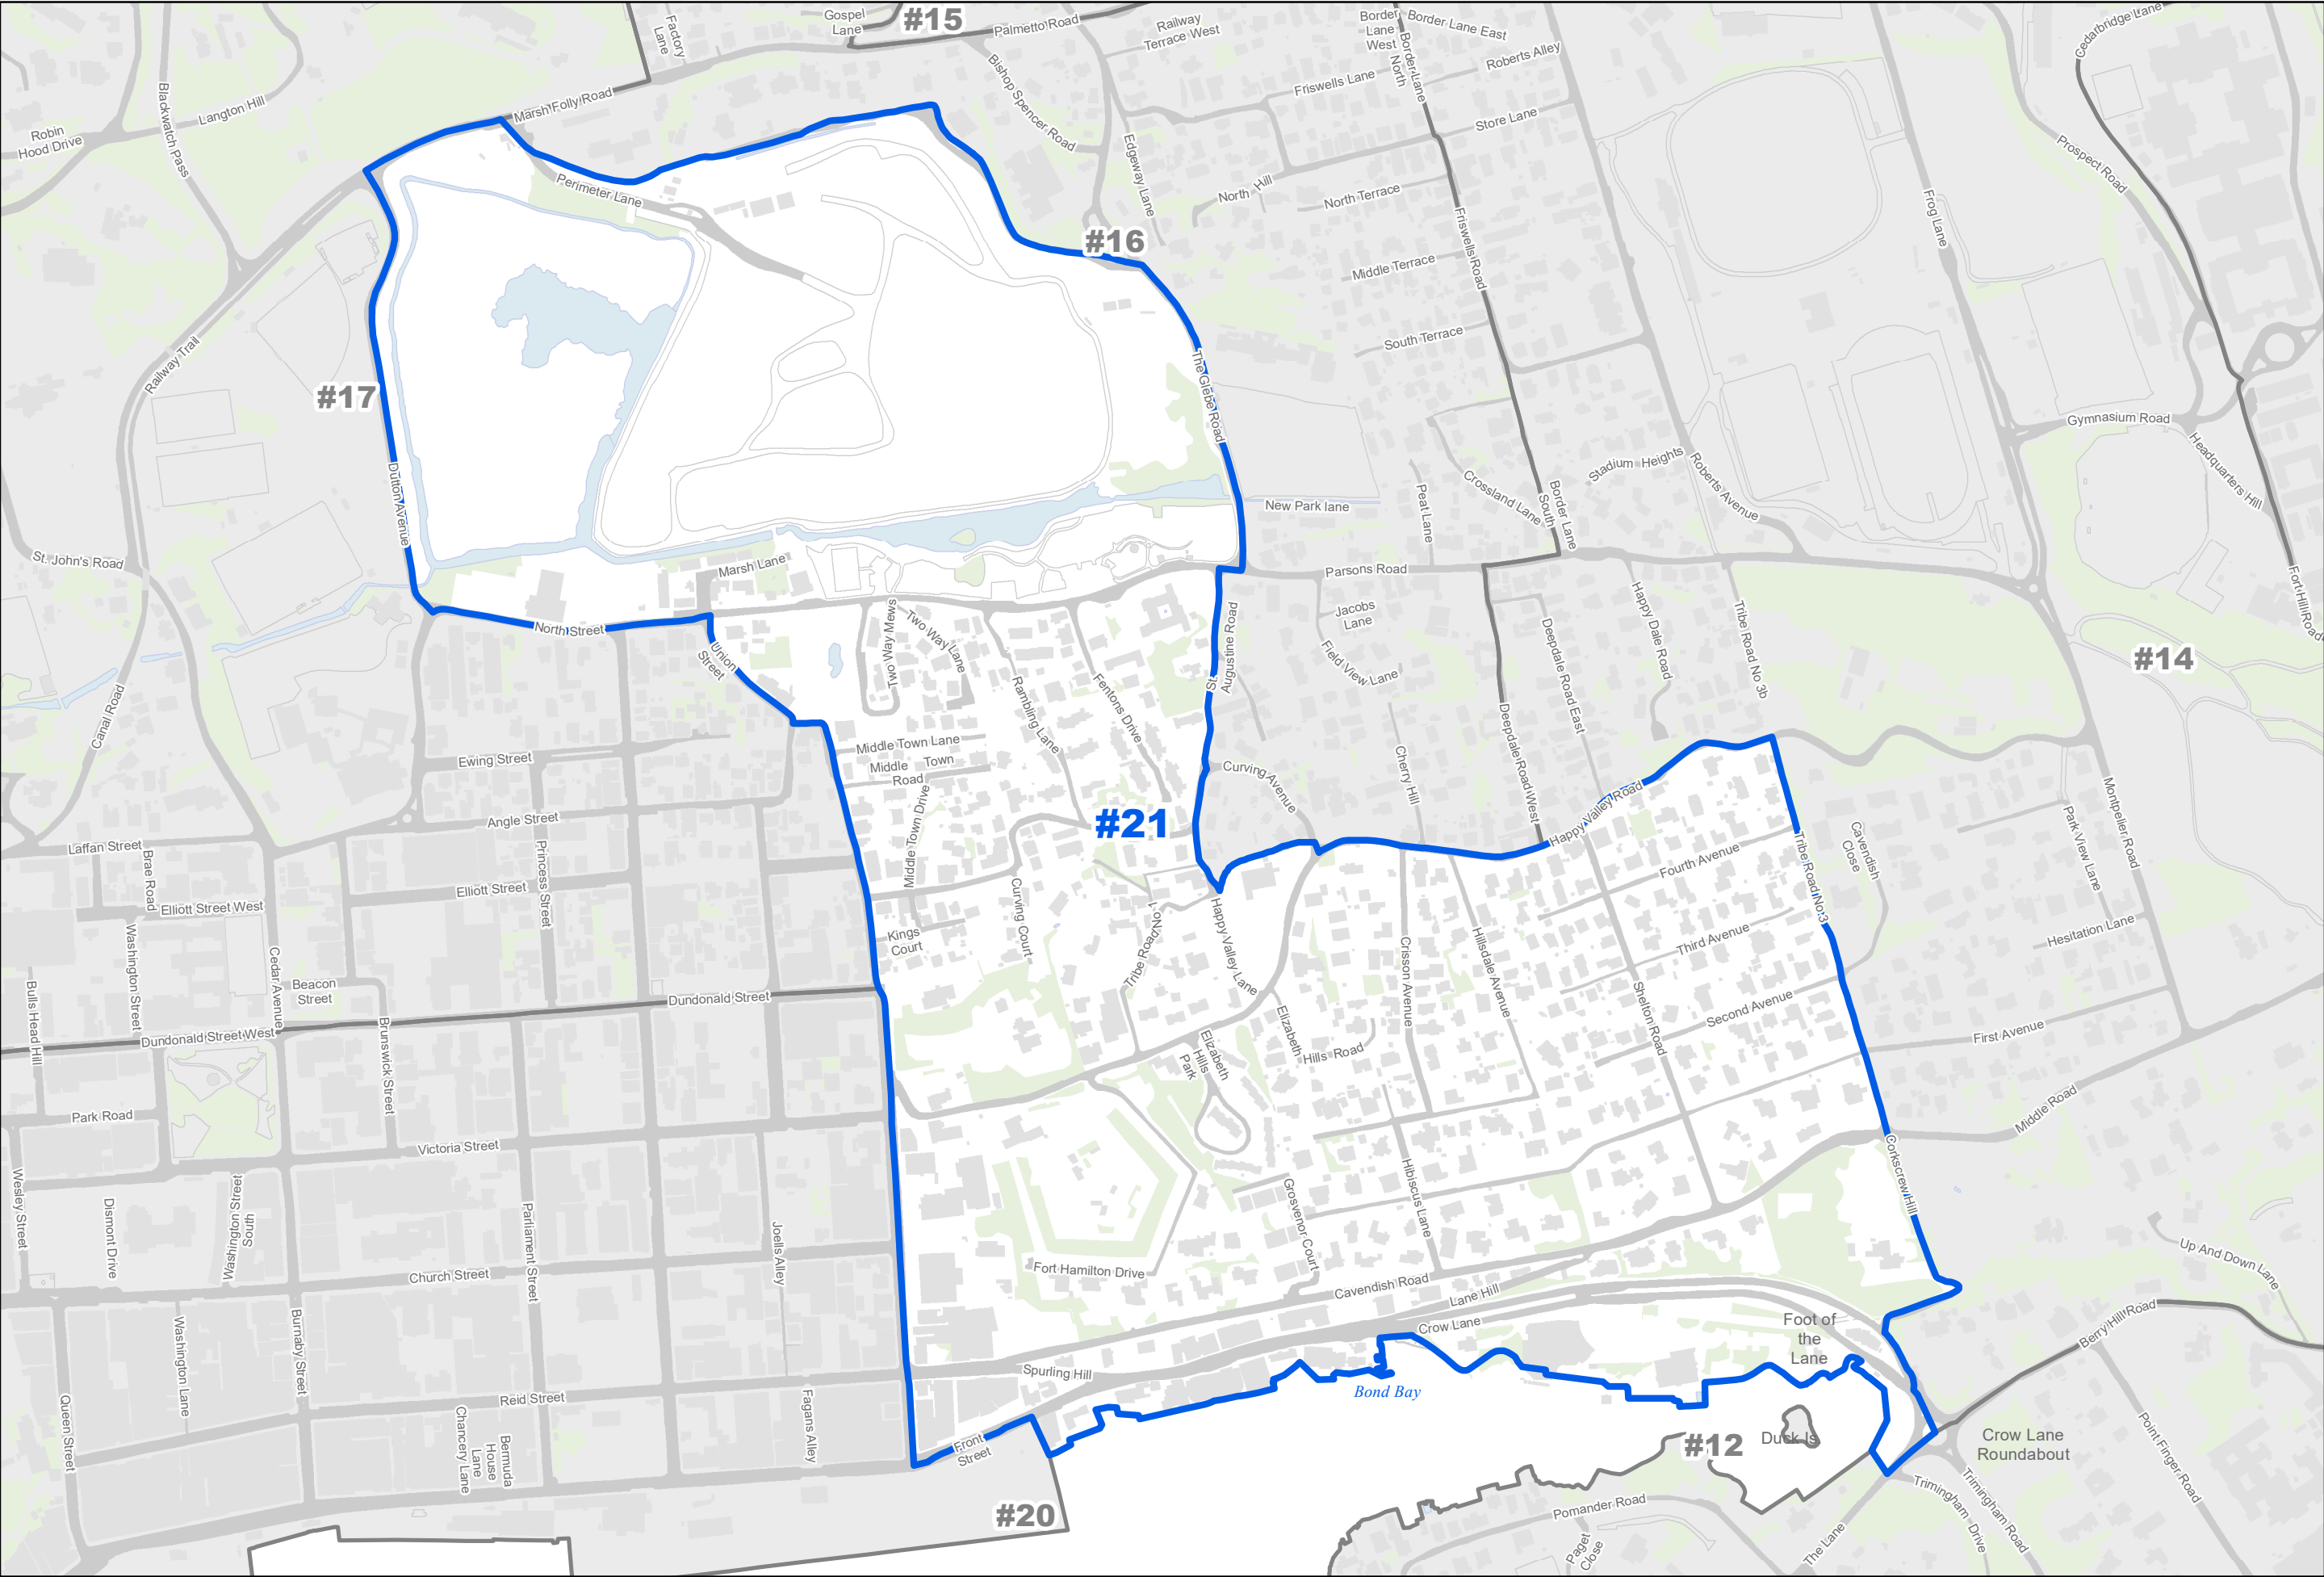 Gospel
Lane
#15
Palmetto Road
Factory
Lane
Railway
Terrace West
Border
Lane
West
Border Lane
North
Border Lane East
Roberts Alley
Cedarbridge Lane
Marsh Folly Road
Bishop Spencer Road
Friswells Lane
Store Lane
Robin
Hood Drive
Langton Hill
Blackwatch Pass
Perimeter Lane
Edgeway Lane
North Hill
North Terrace
Prospect Road
Frog Lane
#16
Friswells Road
Middle Terrace
South Terrace
Railway Trail
#17
The Glebe Road
Gymnasium Road
Headquarters Hill
Stadium Heights
Roberts Avenue
Crossland Lane
Peat Lane
New Park lane
Border Lane
South
Dutton Avenue
St. John's Road
Marsh Lane
Parsons Road
Fort Hill Road
North Street
Union
Street
Two Way Mews
Two Way Lane
St.
Augustine Road
Jacobs
Lane
Field View Lane
Happy Dale Road
Deepdale Road East
Tribe Road No 3b
#14
Canal Road
Rambling Lane
Fentons Drive
Deepdale Road West
Ewing Street
Middle Town Lane
Middle Town
Road
Middle Town Drive
Curving Avenue
Cherry Hill
Happy Valley Road
Angle Street
#21
Laffan Street
Brae Road
Princess Street
Elliott Street
Elliott Street West
Fourth Avenue
Tribe Road No 3
Cavendish
Close
Park View Lane
Montpelier Road
Washington Street
Cedar Avenue
Kings
Court
Curving Court
Tribe Road No 1
Happy Valley Lane
Crisson Avenue
Hillsdale Avenue
Third Avenue
Hesitation Lane
Bulls Head Hill
Beacon
Street
Dundonald Street
Dundonald Street West
Shelton Road
Second Avenue
First Avenue
Brunswick Street
Elizabeth
Hills
Park
Elizabeth
Hills Road
Park Road
Victoria Street
Middle Road
Corkscrew Hill
Wesley Street
Dismont Drive
Washington Street
South
Parliament Street
Joells Alley
Grosvenor Court
Hibiscus Lane
Up And Down Lane
Church Street
Fort Hamilton Drive
Cavendish Road
Lane Hill
Crow Lane
Foot of
the
Lane
Berry Hill Road
Washington Lane
Burnaby Street
Spurling Hill
Bond Bay
Queen Street
Reid Street
Chancery Lane
Bermuda
House
Lane
Fagans Alley
Front
Street
#12
Duck Is
Crow Lane
Roundabout
Point Finger Road
#20
Pomander Road
Paget
Close
The Lane
Trimingham Drive
Trimingham Road